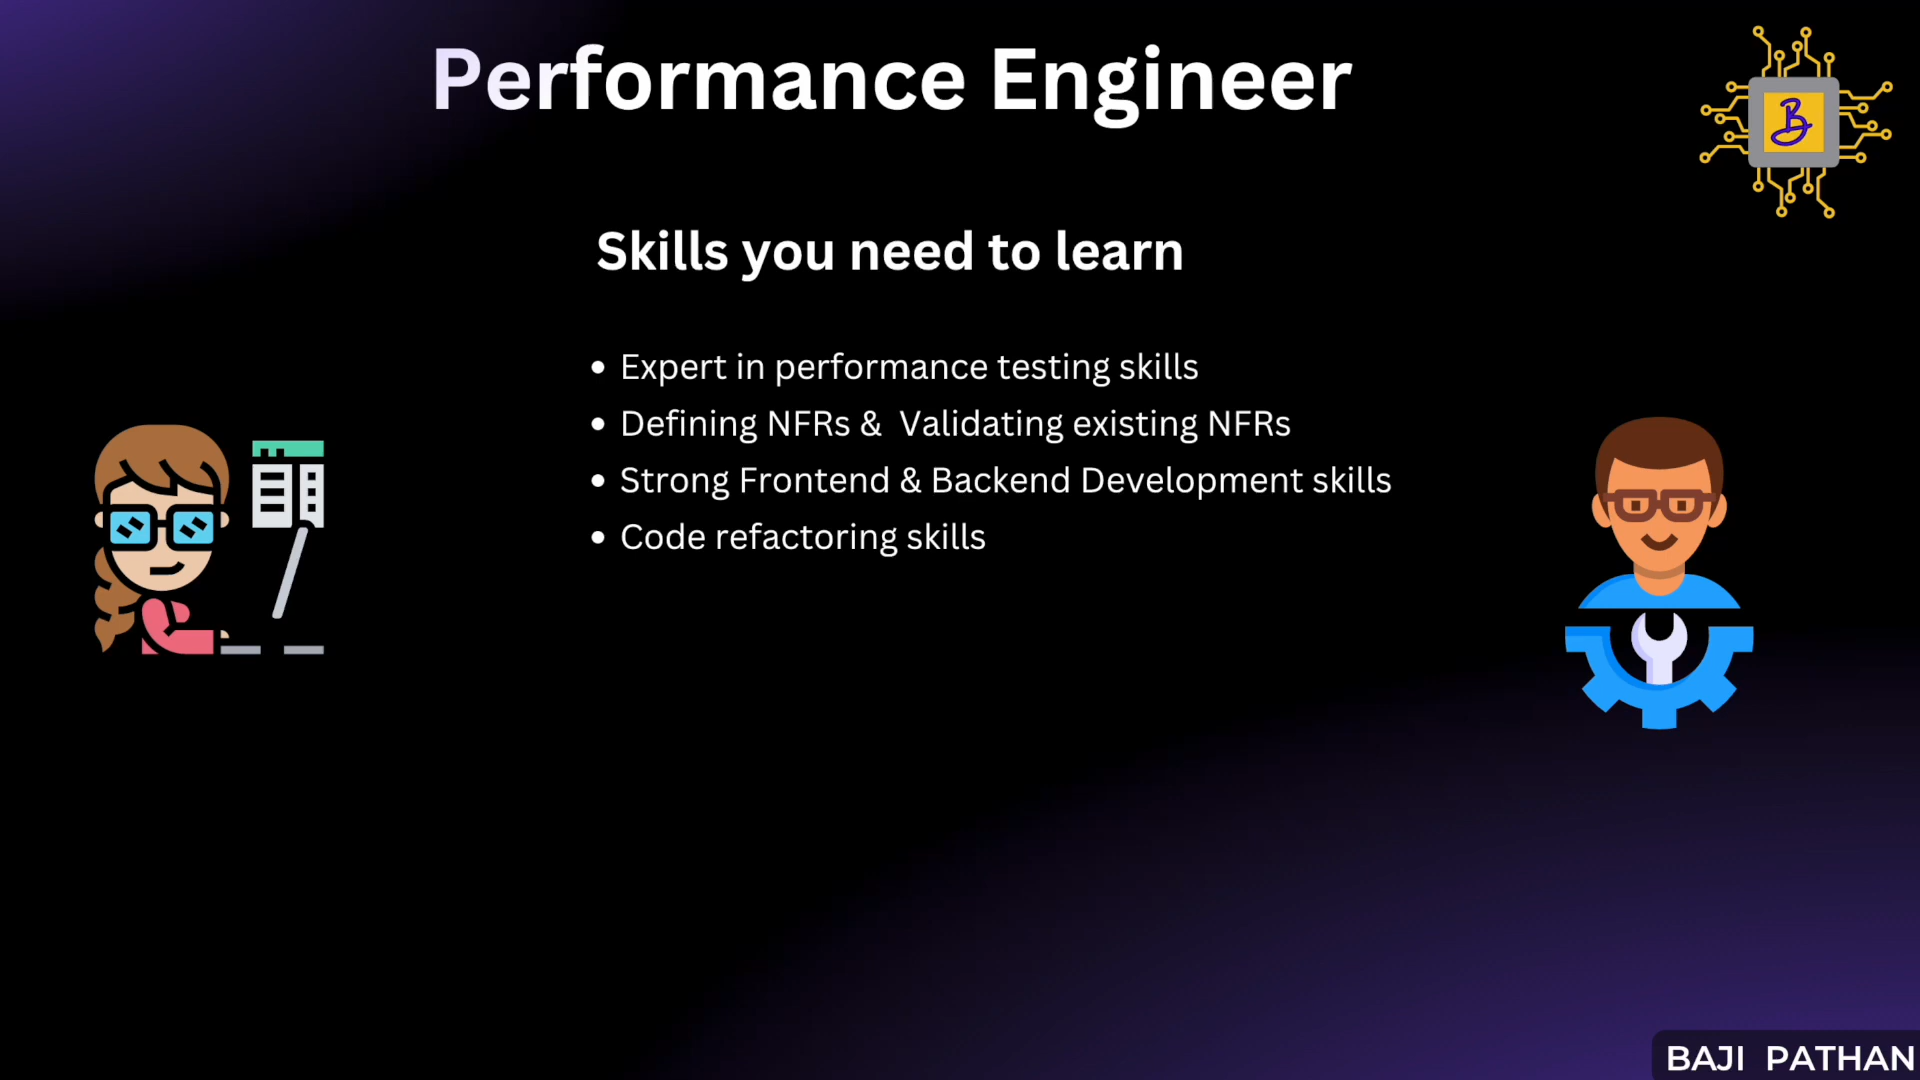 Performance Engineer
B
Skills you need to learn
• Expert in performance testing skills
• Defining NFRs &  Validating existing NFRs
• Strong Frontend & Backend Development skills
• Code refactoring skills
BAJI  PATHAN